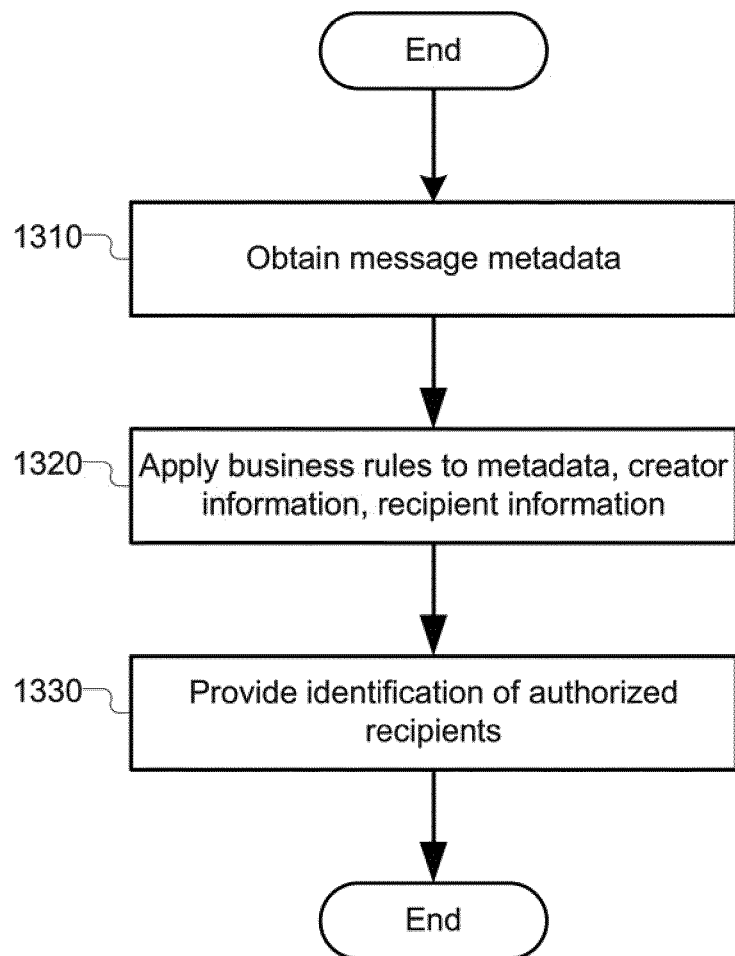 End
1310
Obtain message metadata
1320
Apply business rules to metadata, creator
information, recipient information
1330
Provide identification of authorized
recipients
End